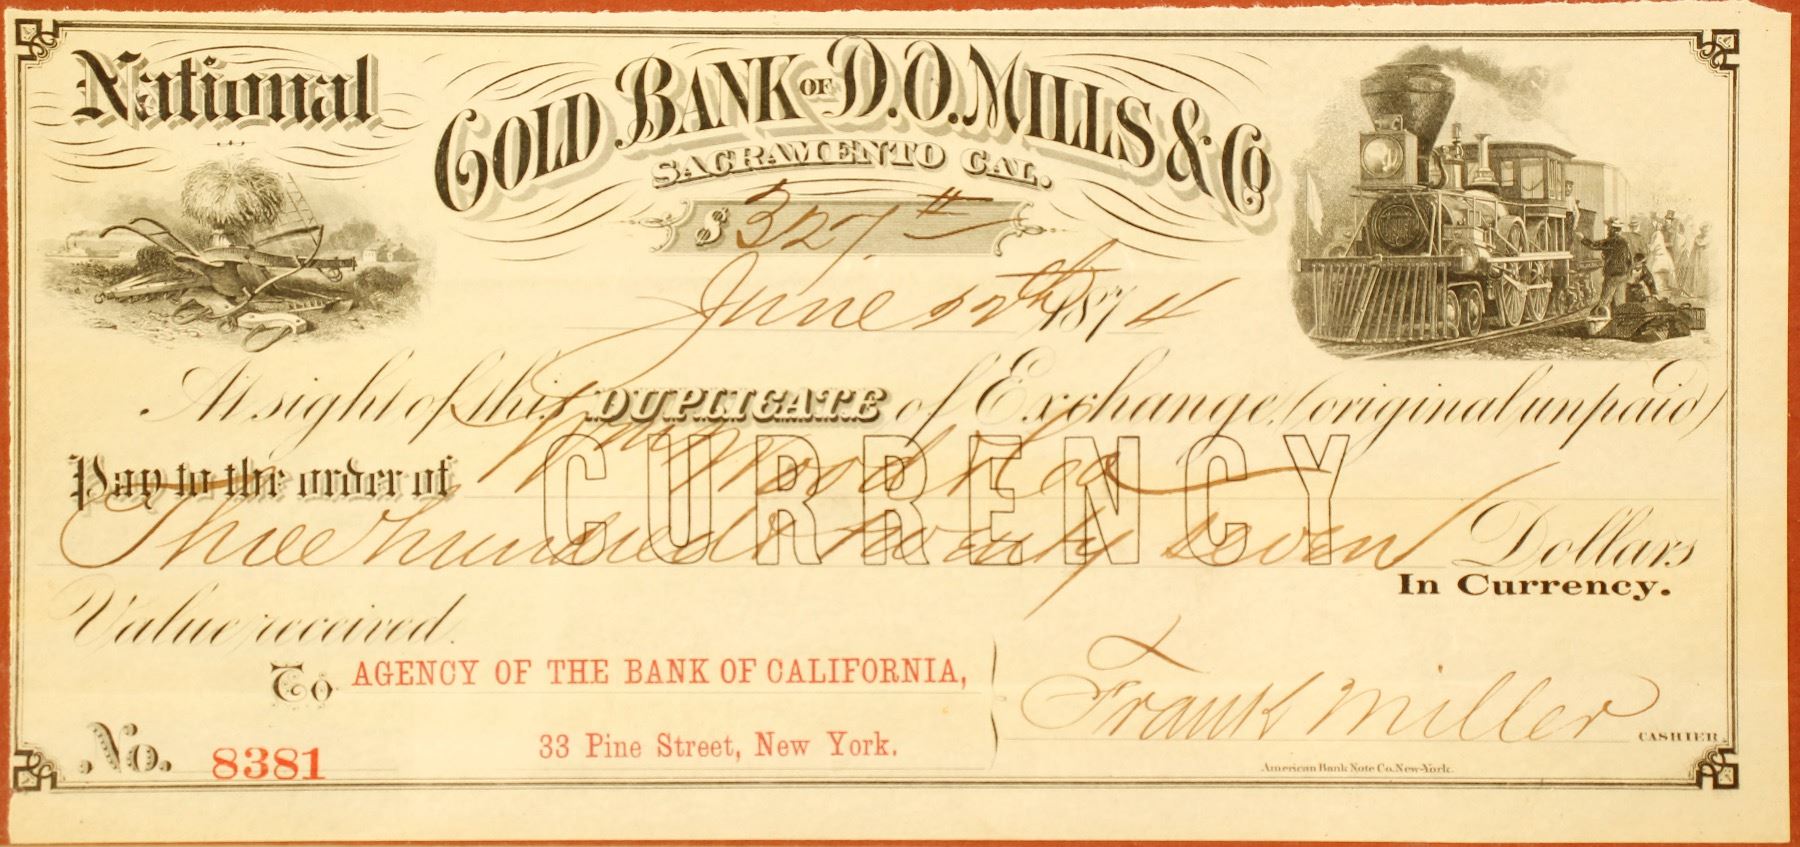 National Gold Bank of D.O. Mills & Co
Sacramento Cal.
$ 327 #
June 12th 1874
At sight of this DUPLICATE of Exchange, (original unpaid)
Pay to the order of & Co
CURRENCY
Three hundred twenty seven Dollars
In Currency.
Value received.
To AGENCY OF THE BANK OF CALIFORNIA,
33 Pine Street, New York.
Frank Miller CASHIER.
No. 8381
American Bank Note Co. New-York.